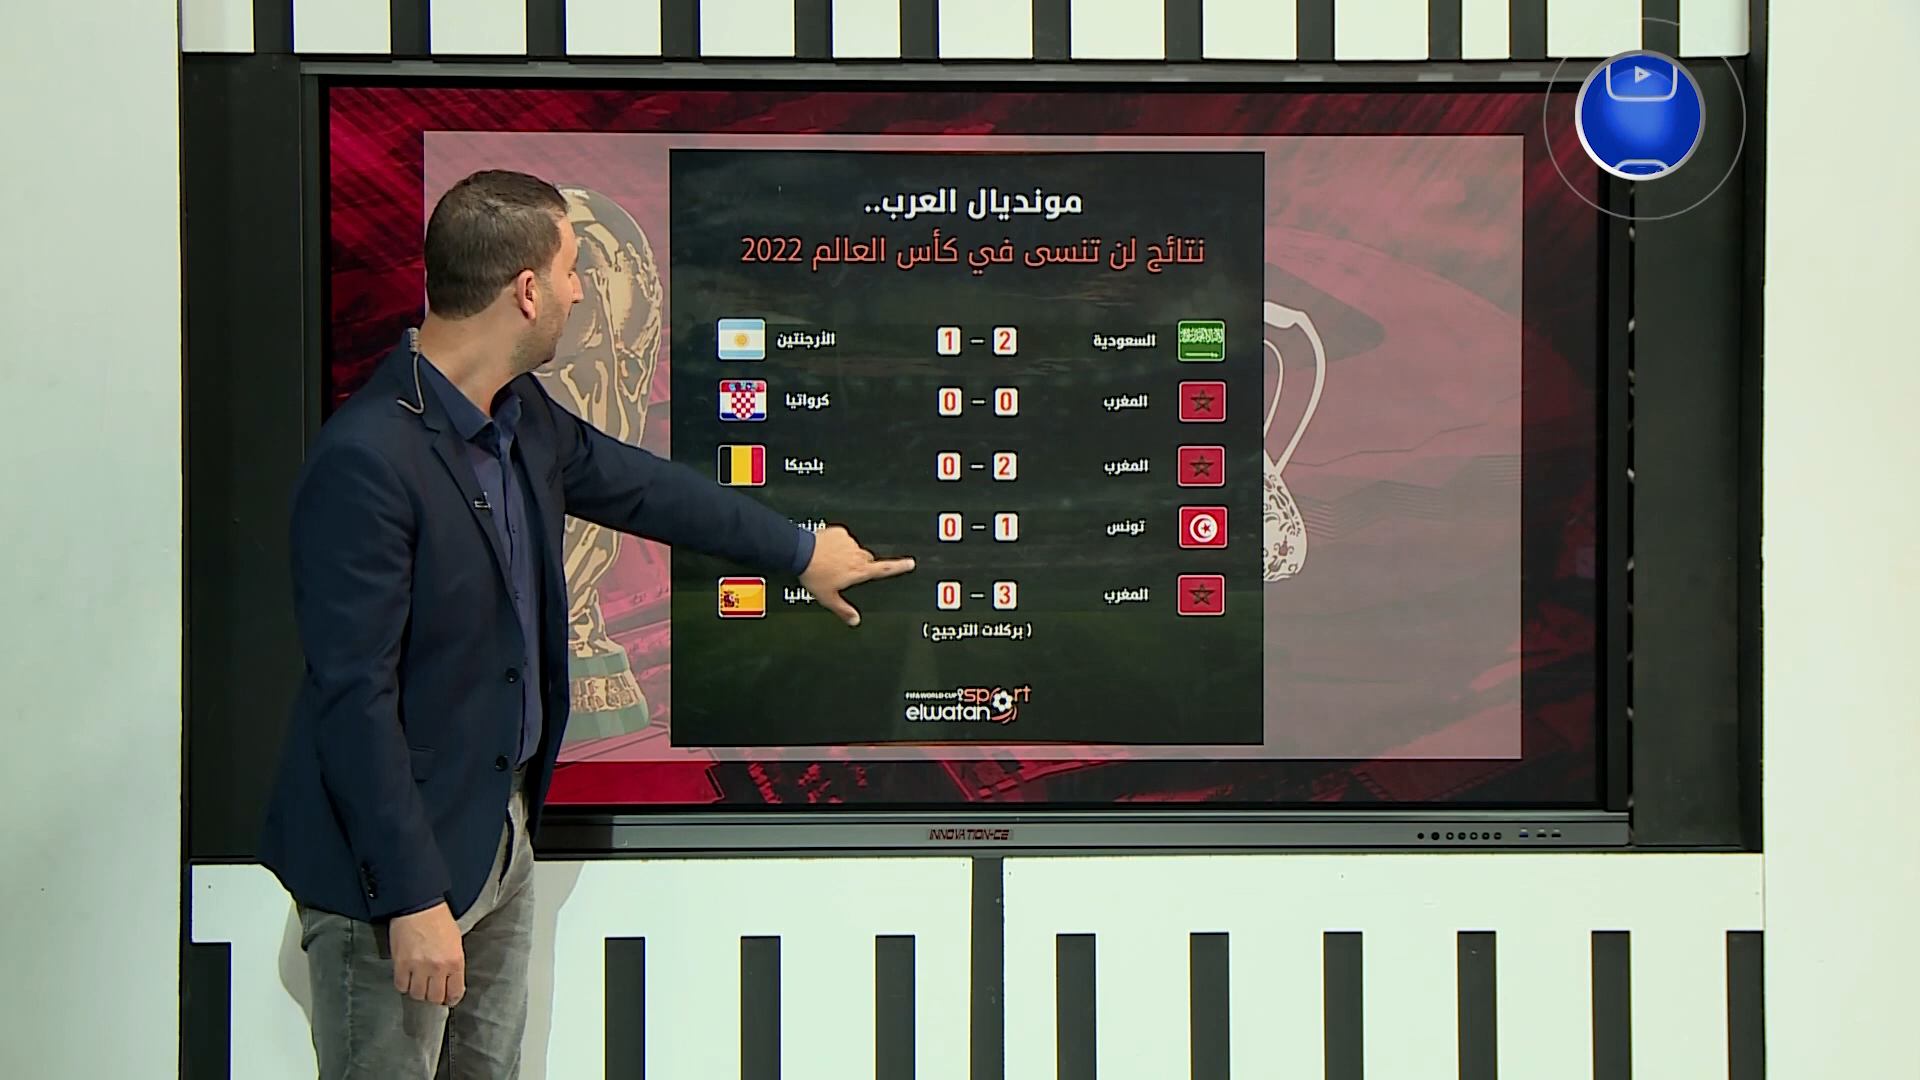 مونديال العرب..
نتائج لن تنسى في كأس العالم 2022
السعودية 2 – 1 الأرجنتين
المغرب 0 – 0 كرواتيا
المغرب 2 – 0 بلجيكا
تونس 1 – 0
المغرب 3 – 0
( بركلات الترجيح )
FIFA WORLD CUP sport
elwatan
INNOVATION-CE